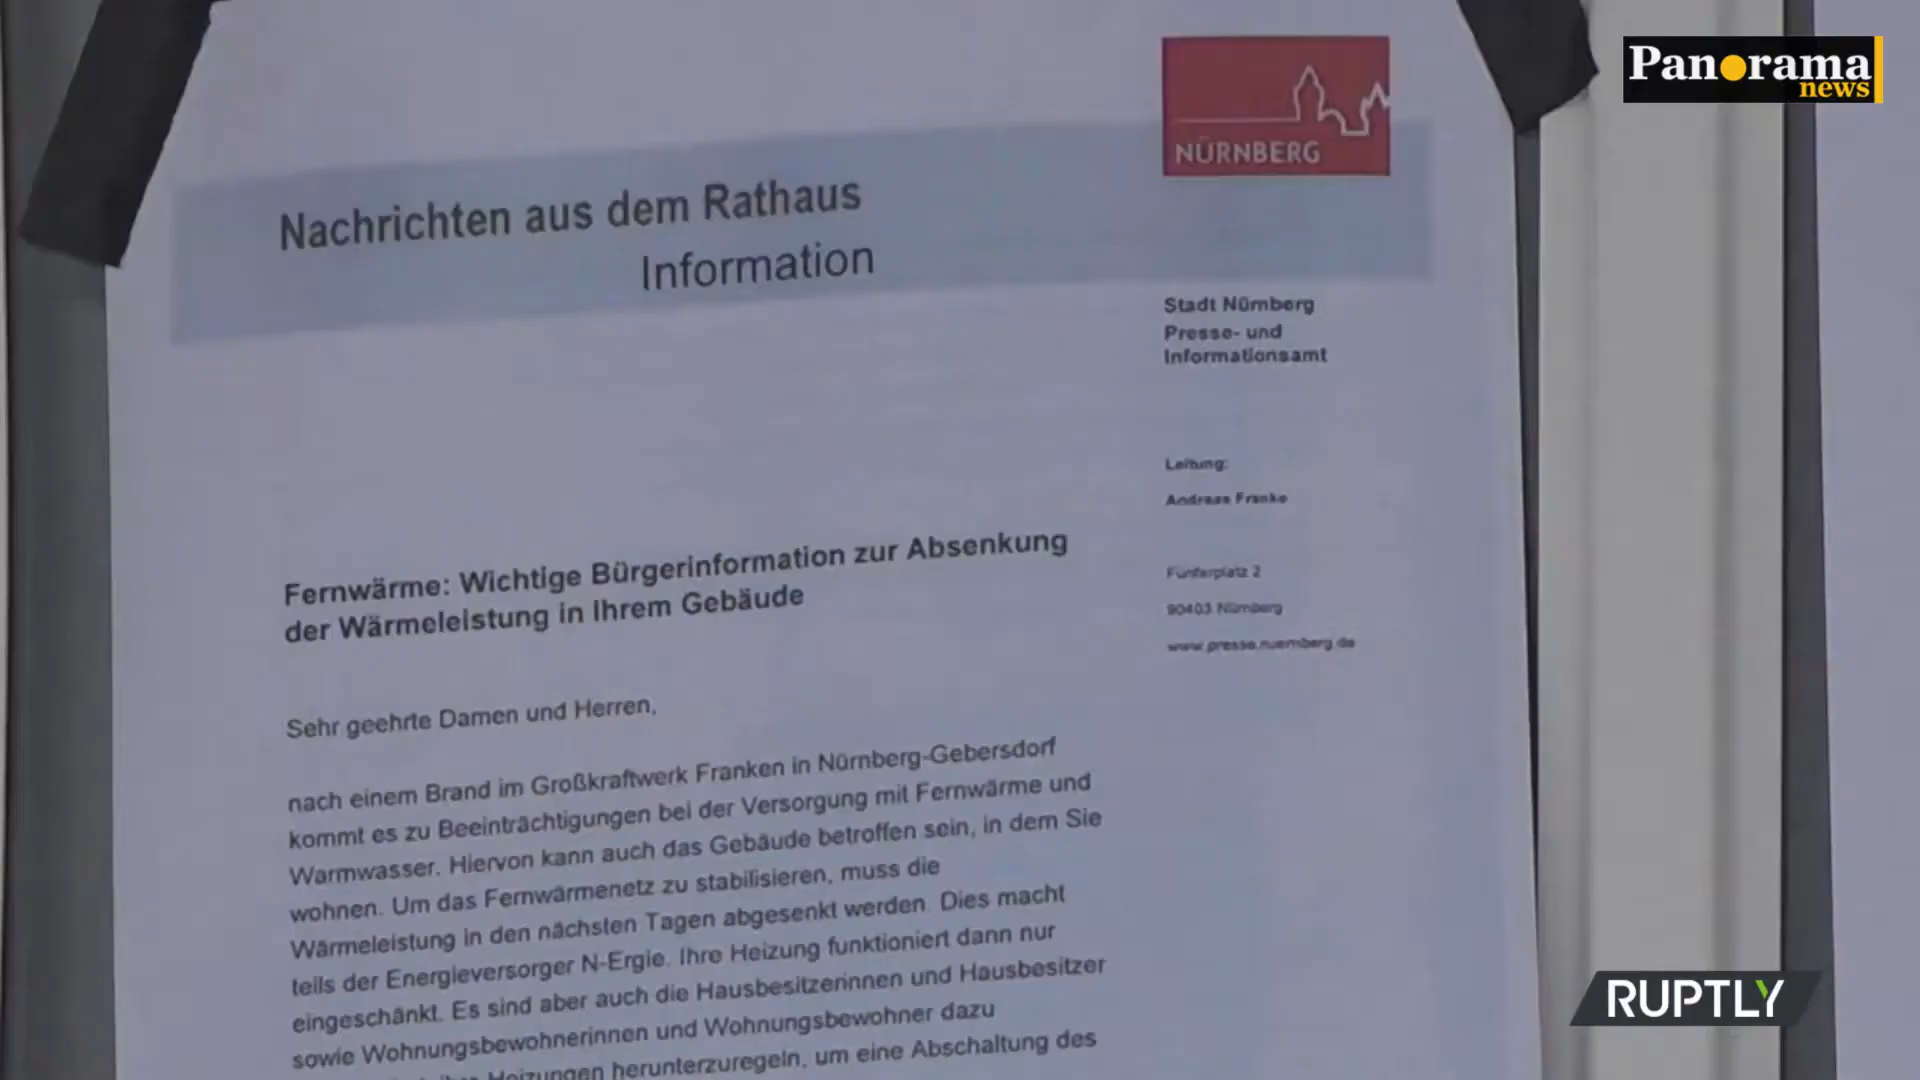 Panorama
news
NÜRNBERG
Nachrichten aus dem Rathaus
Information
Stadt Nürnberg
Presse- und
Informationsamt
Leitung:
Andreas Franke
Fünferplatz 2
90403 Nürnberg
www.presse.nuernberg.de
Fernwärme: Wichtige Bürgerinformation zur Absenkung
der Wärmeleistung in Ihrem Gebäude
Sehr geehrte Damen und Herren,
nach einem Brand im Großkraftwerk Franken in Nürnberg-Gebersdorf
kommt es zu Beeinträchtigungen bei der Versorgung mit Fernwärme und
Warmwasser. Hiervon kann auch das Gebäude betroffen sein, in dem Sie
wohnen. Um das Fernwärmenetz zu stabilisieren, muss die
Wärmeleistung in den nächsten Tagen abgesenkt werden. Dies macht
teils der Energieversorger N-Ergie. Ihre Heizung funktioniert dann nur
eingeschänkt. Es sind aber auch die Hausbesitzerinnen und Hausbesitzer
sowie Wohnungsbewohnerinnen und Wohnungsbewohner dazu
Heizungen herunterzuregeln, um eine Abschaltung des
RUPTLY